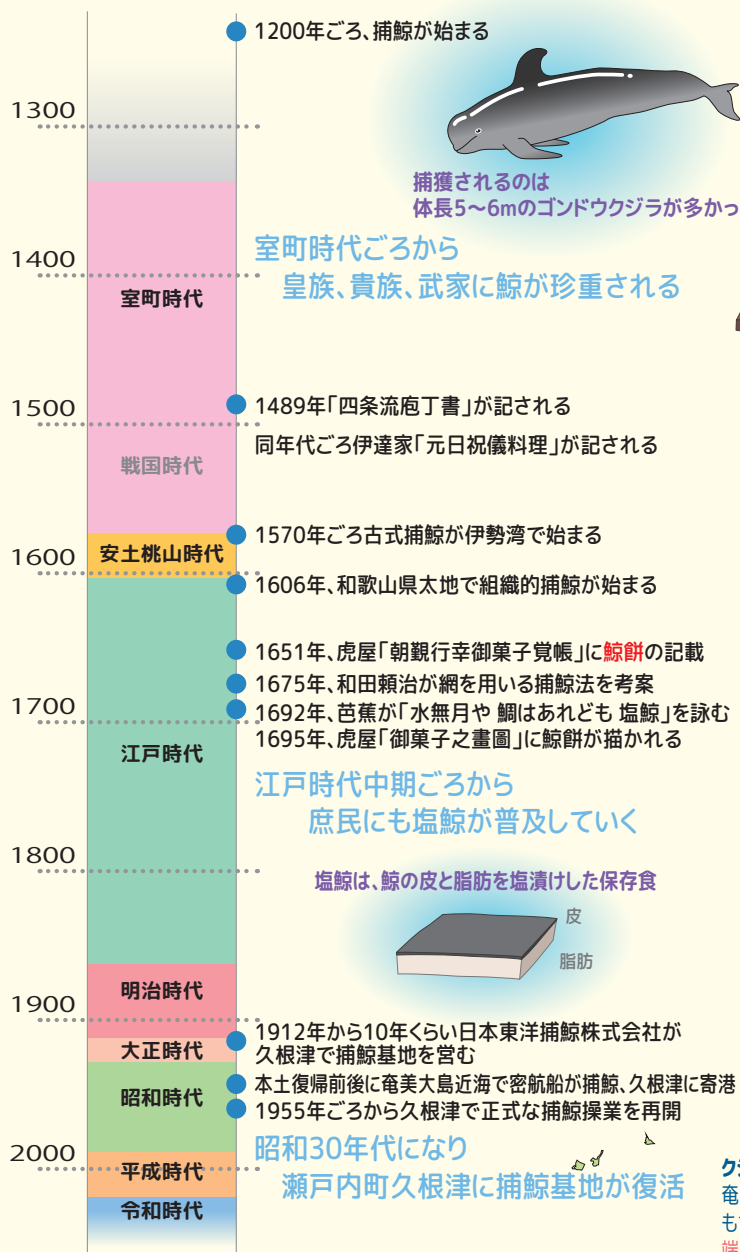 1200年ごろ、捕鯨が始まる
1300
捕獲されるのは
体長5〜6mのゴンドウクジラが多かっ
1400
室町時代ごろから
皇族、貴族、武家に鯨が珍重される
室町時代
1500
1489年「四条流庖丁書」が記される
同年代ごろ伊達家「元日祝儀料理」が記される
戦国時代
1570年ごろ古式捕鯨が伊勢湾で始まる
安土桃山時代
1600
1606年、和歌山県太地で組織的捕鯨が始まる
1651年、虎屋「朝覲行幸御菓子覚帳」に鯨餅の記載
1675年、和田頼治が網を用いる捕鯨法を考案
1700
1692年、芭蕉が「水無月や 鯛はあれども 塩鯨」を詠む
1695年、虎屋「御菓子之畫圖」に鯨餅が描かれる
江戸時代
江戸時代中期ごろから
庶民にも塩鯨が普及していく
1800
塩鯨は、鯨の皮と脂肪を塩漬けした保存食
皮
脂肪
明治時代
1900
1912年から10年くらい日本東洋捕鯨株式会社が
久根津で捕鯨基地を営む
大正時代
本土復帰前後に奄美大島近海で密航船が捕鯨、久根津に寄港
昭和時代
1955年ごろから久根津で正式な捕鯨操業を再開
2000
昭和30年代になり
瀬戸内町久根津に捕鯨基地が復活
平成時代
令和時代
奄
も
端